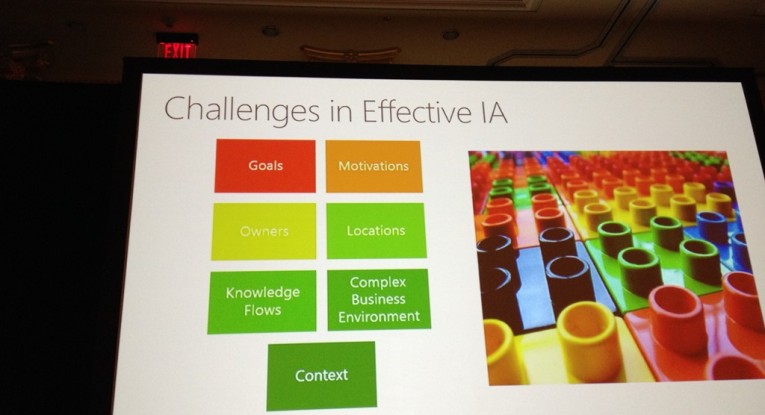 EXIT
Challenges in Effective IA
Goals
Motivations
Owners
Locations
Knowledge
Flows
Complex
Business
Environment
Context